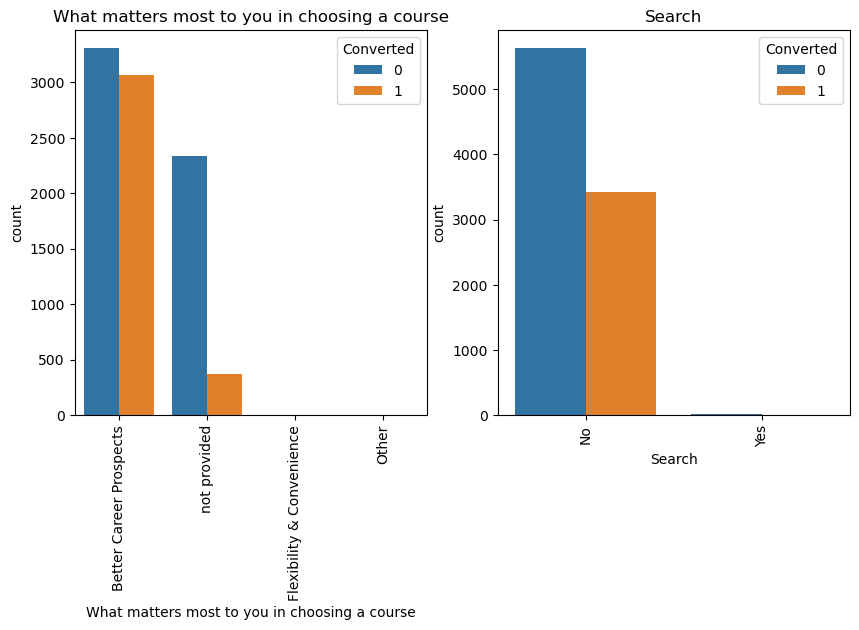 What matters most to you in choosing a course
Converted
0
1
3000
2500
2000
1500
1000
500
0
count
Better Career Prospects
not provided
Flexibility & Convenience
Other
What matters most to you in choosing a course
Search
Converted
0
1
5000
4000
3000
2000
1000
0
count
No
Yes
Search